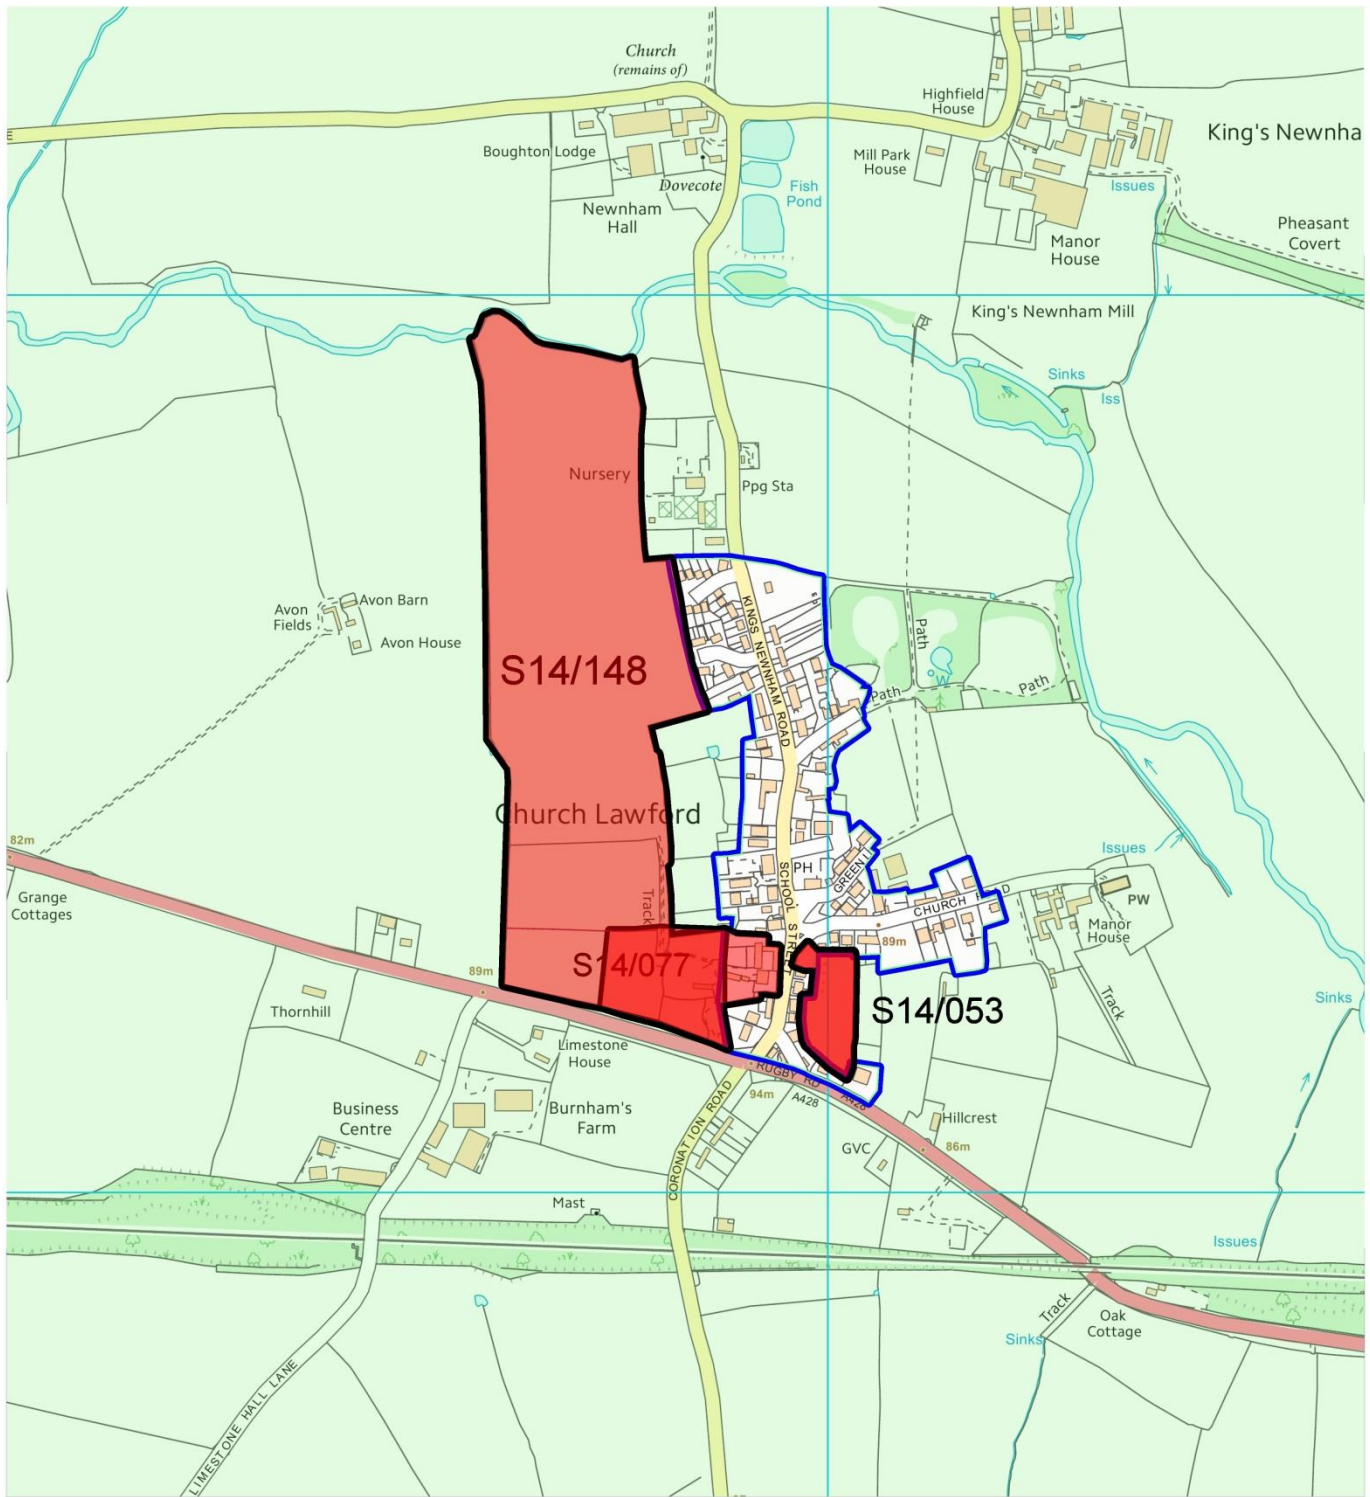 Church
(remains of)
Highfield
House
King's Newnha
Boughton Lodge
Mill Park
House
Dovecote
Fish
Pond
Issues
Newnham
Hall
Manor
House
Pheasant
Covert
King's Newnham Mill
Sinks
Iss
Nursery
Ppg Sta
Avon
Fields
Avon Barn
Avon House
KINGS NEWNHAM ROAD
Path
W
Path
Path
S14/148
Church Lawford
82m
Grange
Cottages
PH
SCHOOL STREET
GREEN
Issues
CHURCH R AD
PW
Manor
House
Track
89m
S14/077
89m
S14/053
Track
Sinks
Thornhill
Limestone
House
RUGBY RD
A428
A428
94m
Business
Centre
Burnham's
Farm
CORONATION ROAD
Hillcrest
GVC
86m
Mast
Issues
Track
Oak
Cottage
Sinks
LIMESTONE HALL LANE